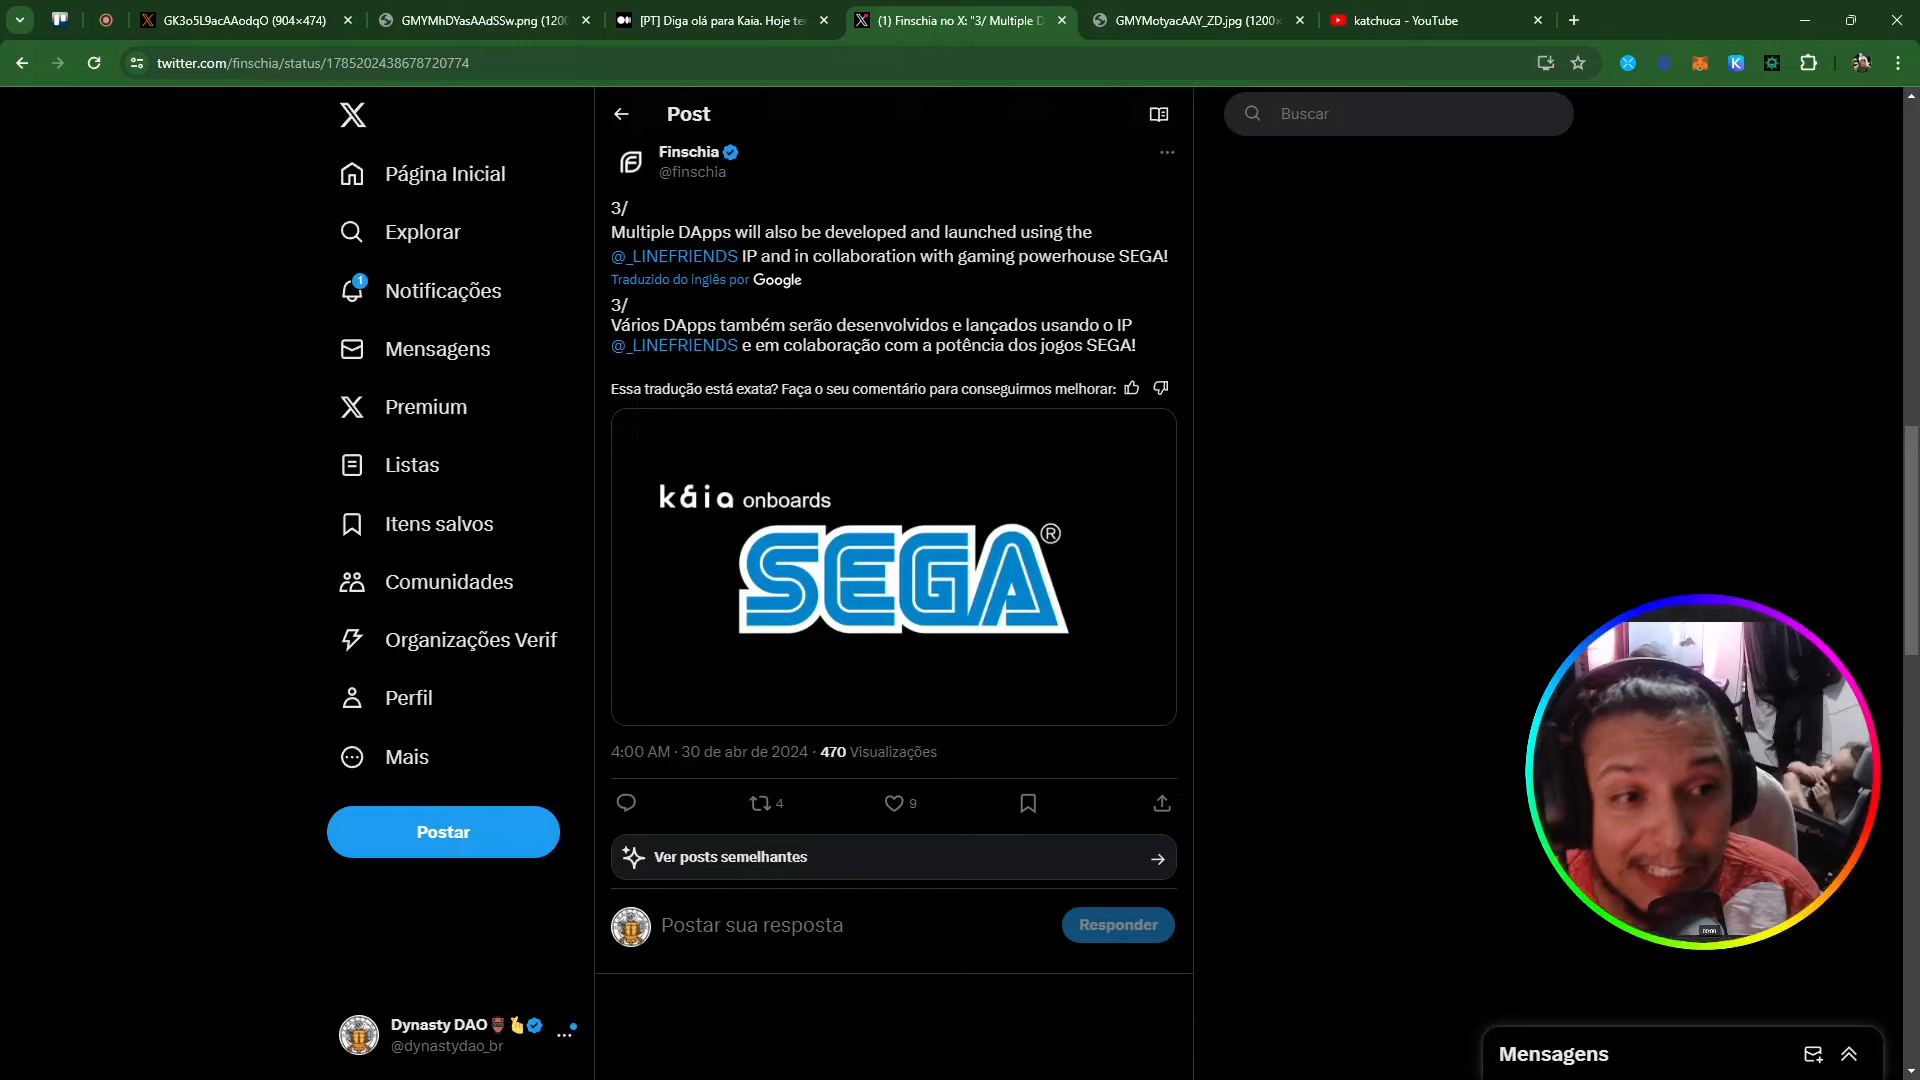 GK3o5L9acAAodqO (904×474)
GMYMhDYasAAdSSw.png (120
[PT] Diga olá para Kaia. Hoje te
(1) Finschia no X: "3/ Multiple D
GMYMotyacAAY_ZD.jpg (1200×
katchuca - YouTube
twitter.com/finschia/status/1785202438678720774
Post
Buscar
Página Inicial
Explorar
1
Notificações
Mensagens
Premium
Listas
Itens salvos
Comunidades
Organizações Verif
Perfil
Mais
Postar
Dynasty DAO
@dynastydao_br
Finschia
@finschia
3/
Multiple DApps will also be developed and launched using the
@_LINEFRIENDS IP and in collaboration with gaming powerhouse SEGA!
Traduzido do inglês por Google
3/
Vários DApps também serão desenvolvidos e lançados usando o IP
@_LINEFRIENDS e em colaboração com a potência dos jogos SEGA!
Essa tradução está exata? Faça o seu comentário para conseguirmos melhorar:
kaia onboards
SEGA®
4:00 AM · 30 de abr de 2024 · 470 Visualizações
4
9
Ver posts semelhantes
Postar sua resposta
Responder
00:00
Mensagens